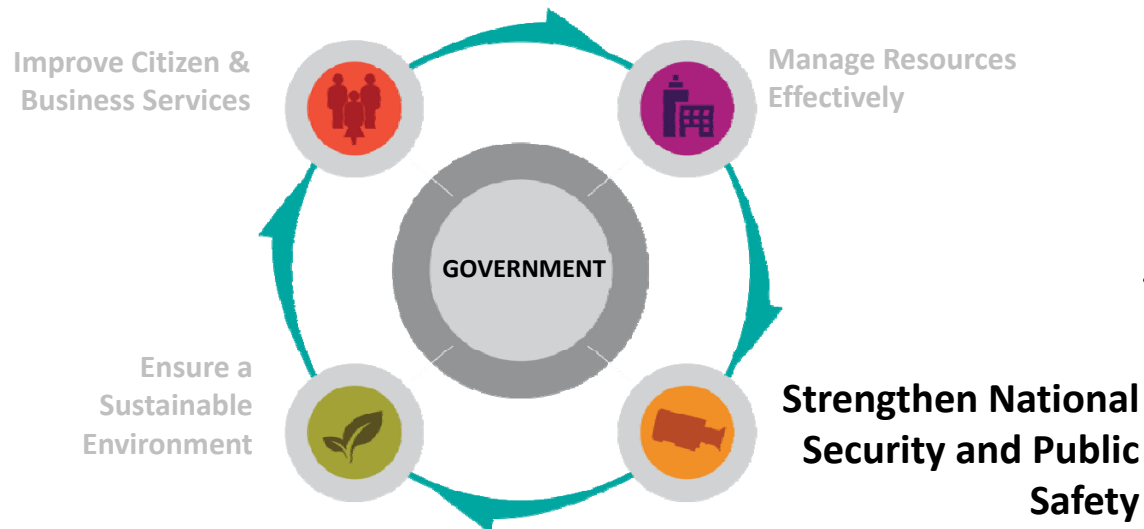 Improve Citizen &
Business Services
Manage Resources
Effectively
GOVERNMENT
Ensure a
Sustainable
Environment
Strengthen National
Security and Public
Safety